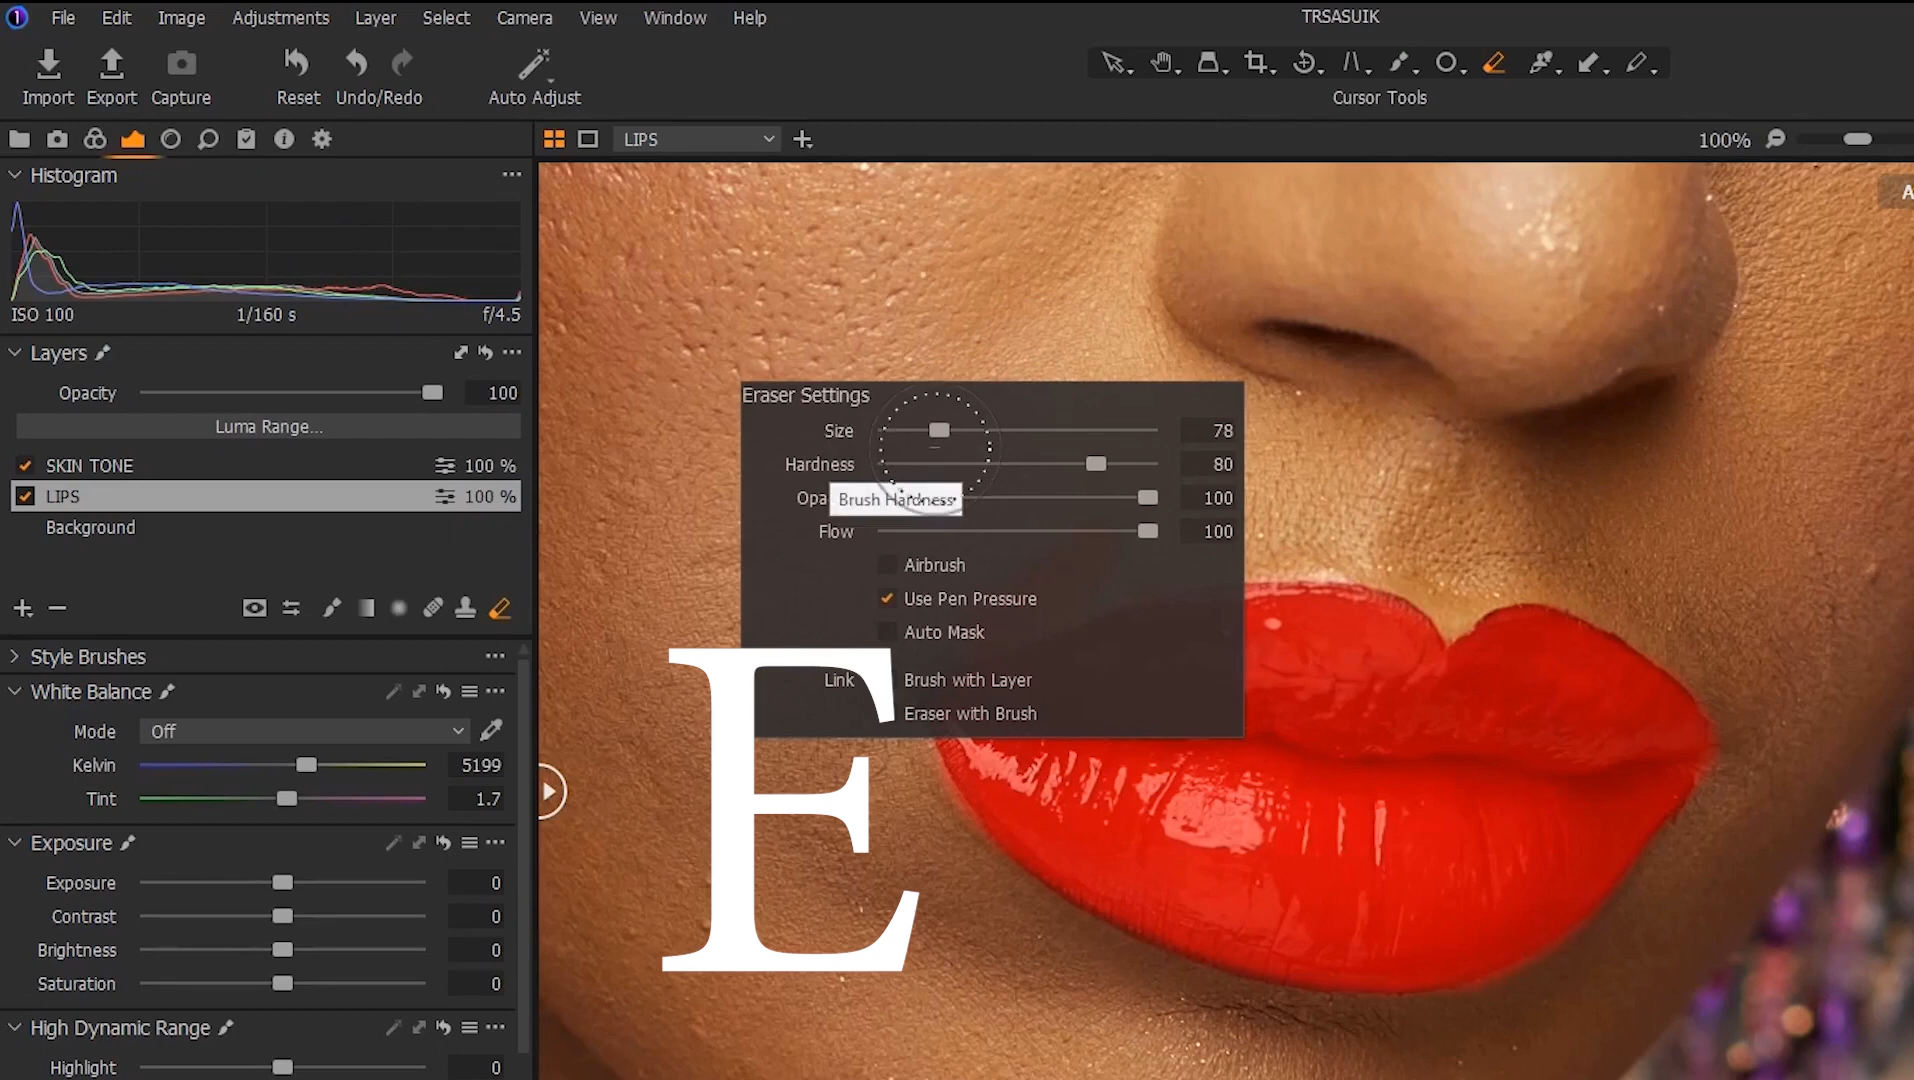 File Edit Image Adjustments Layer Select Camera View Window Help
TRSASUIK
Import Export Capture Reset Undo/Redo Auto Adjust
Cursor Tools
LIPS
100%
Histogram
ISO 100 1/160 s f/4.5
Layers
Opacity 100
Luma Range...
SKIN TONE 100 %
LIPS 100 %
Background
Style Brushes
White Balance
Mode Off
Kelvin 5199
Tint 1.7
Exposure
Exposure 0
Contrast 0
Brightness 0
Saturation 0
High Dynamic Range
Highlight 0
Eraser Settings
Size 78
Hardness 80
Opa 100
Brush Hardness
Flow 100
Airbrush
Use Pen Pressure
Auto Mask
Link Brush with Layer
Eraser with Brush
E